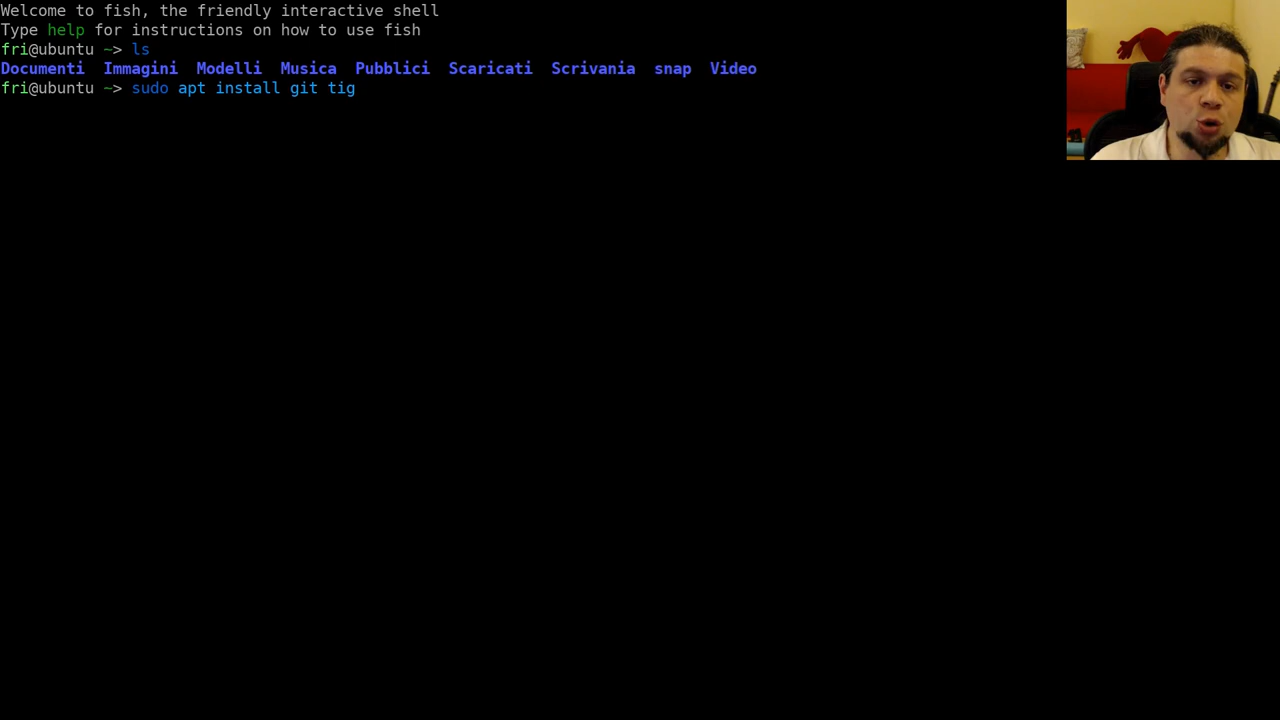 Welcome to fish, the friendly interactive shell
Type help for instructions on how to use fish
fri@ubuntu ~> ls
Documenti  Immagini  Modelli  Musica  Pubblici  Scaricati  Scrivania  snap  Video
fri@ubuntu ~> sudo apt install git tig